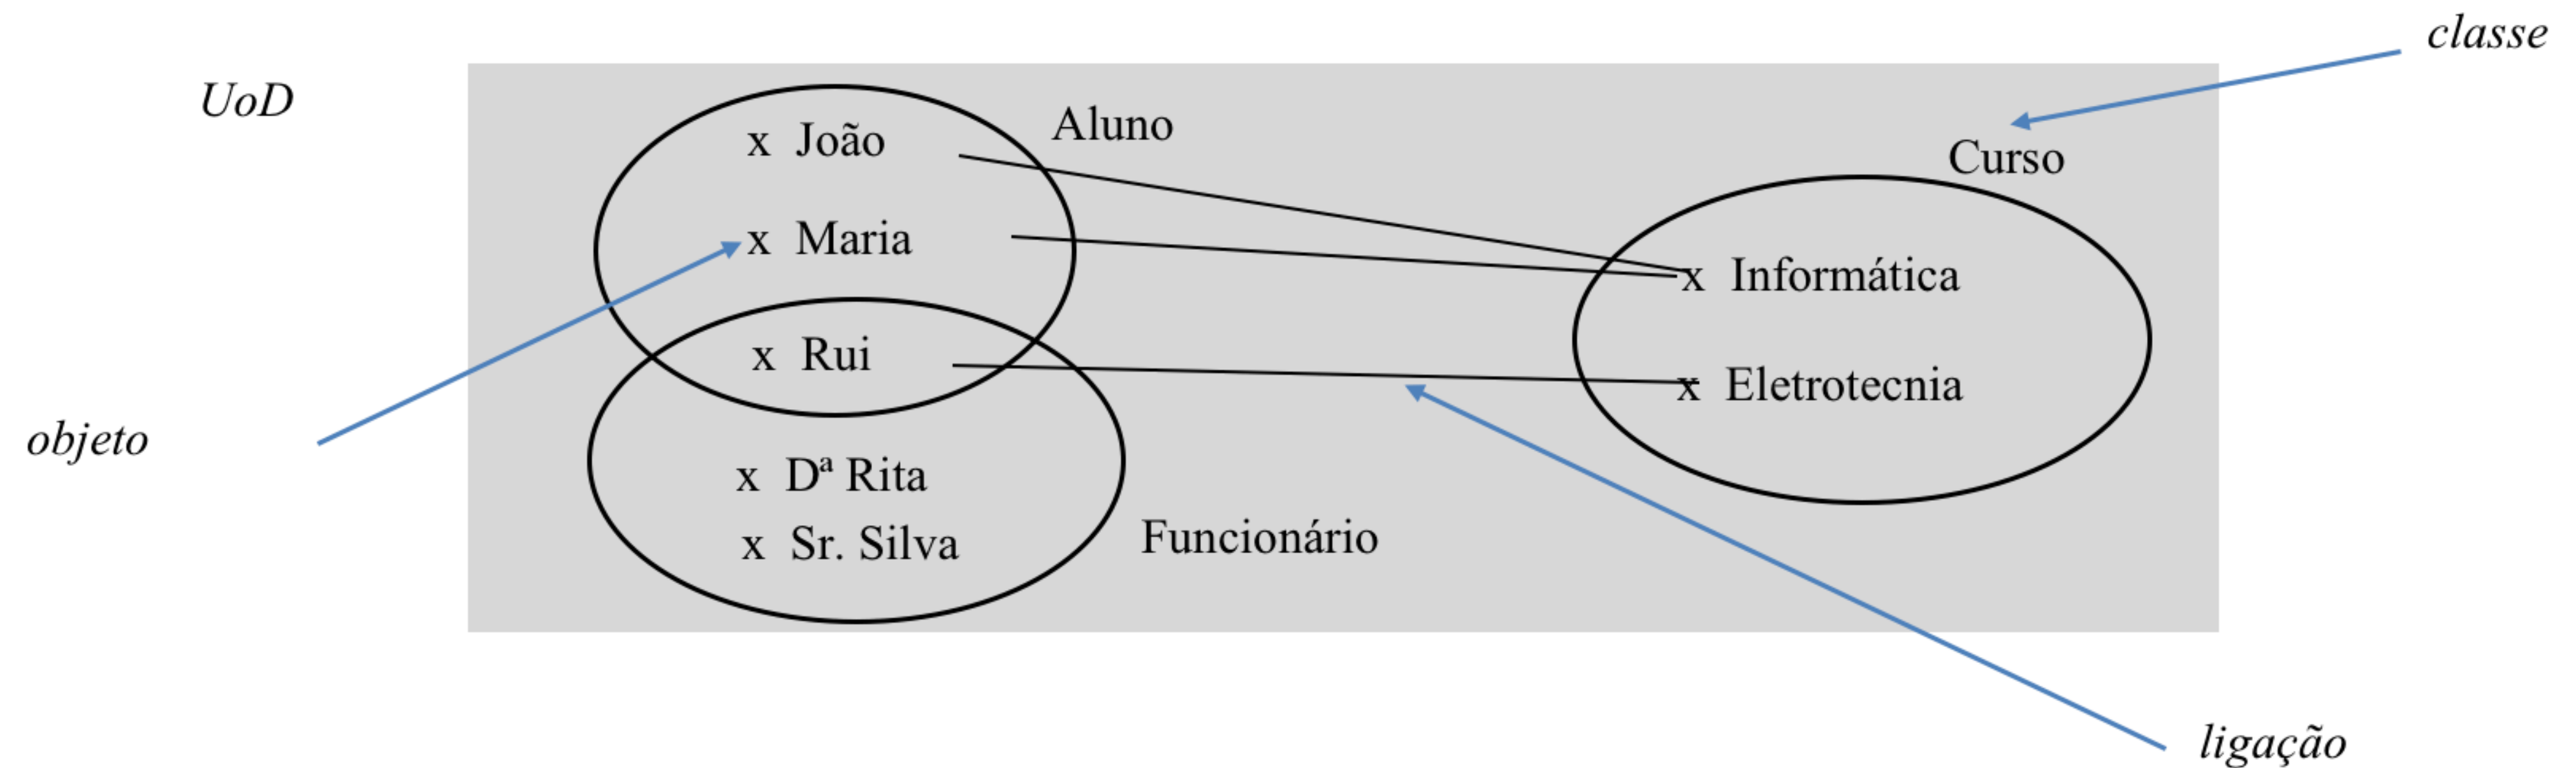 classe
UoD
x João
Aluno
Curso
x Maria
x Informática
x Rui
x Eletrotecnia
objeto
x Dª Rita
x Sr. Silva
Funcionário
ligação